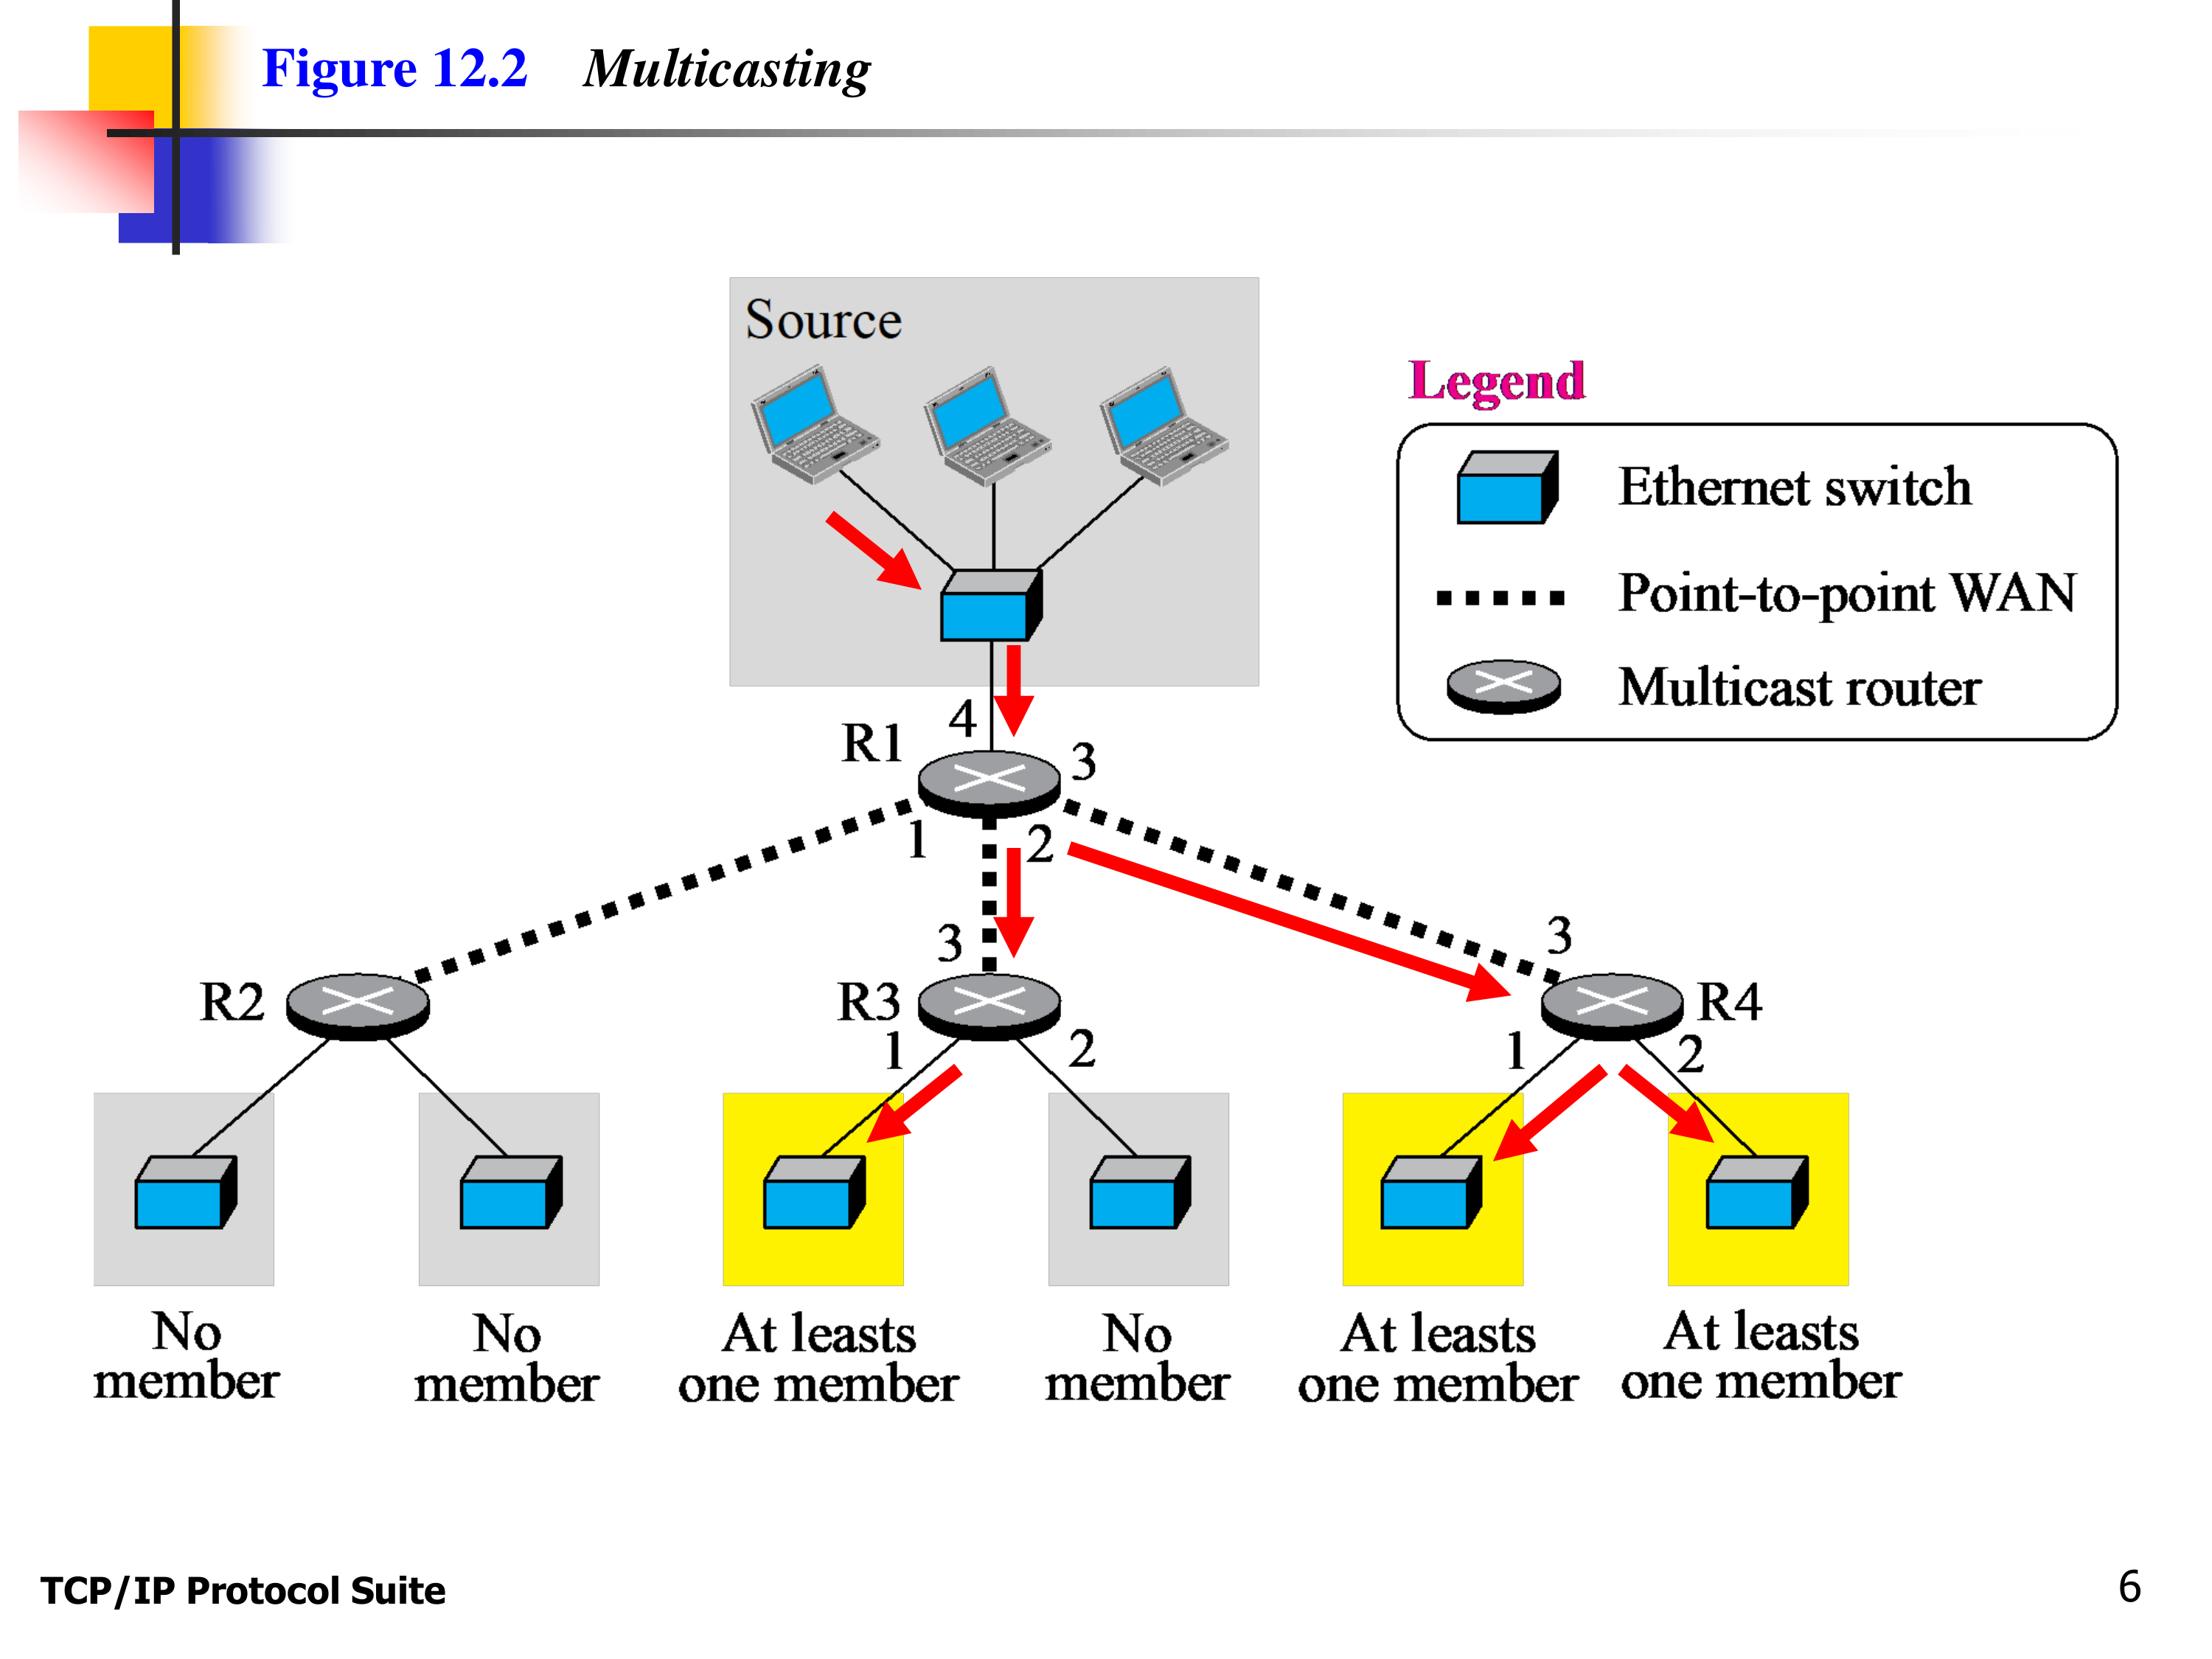 Figure 12.2 Multicasting
Source
Legend
Ethernet switch
Point-to-point WAN
Multicast router
4
R1
3
1
2
3
3
R2
R3
R4
1
2
1
2
No
member
No
member
At leasts
one member
No
member
At leasts
one member
At leasts
one member
TCP/IP Protocol Suite
6